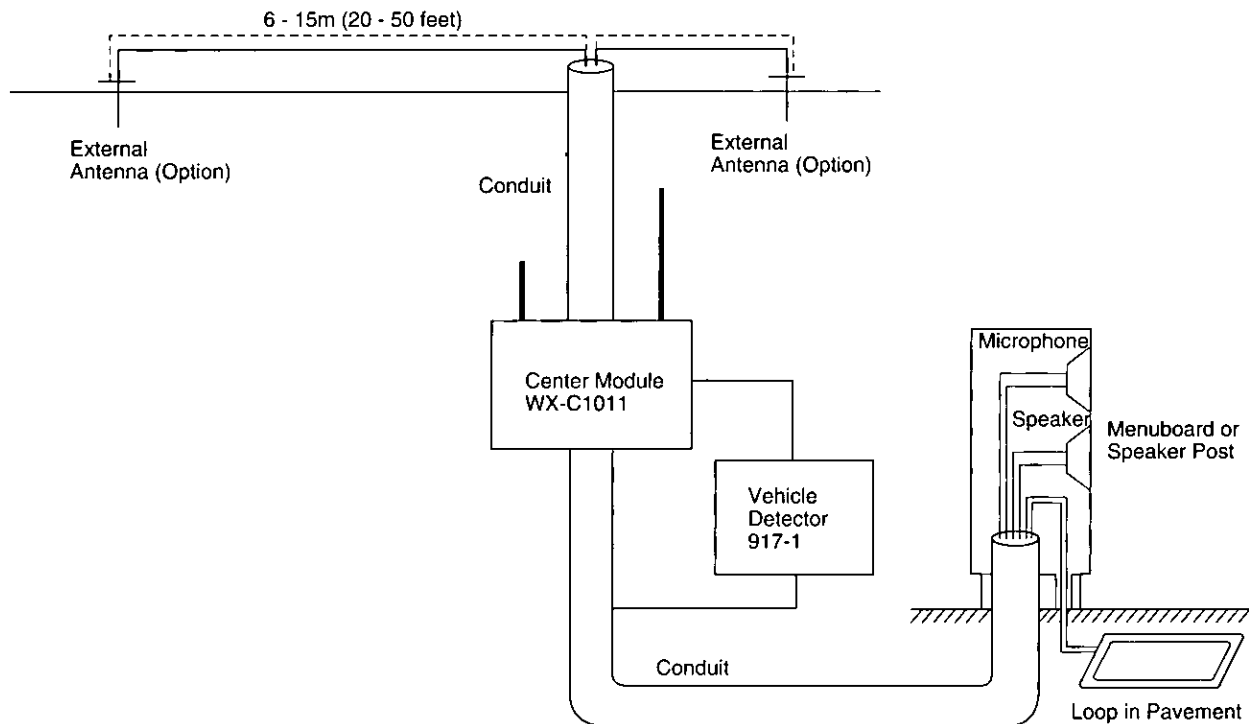 6 - 15m (20 - 50 feet)
External
Antenna (Option)
External
Antenna (Option)
Conduit
Center Module
WX-C1011
Vehicle
Detector
917-1
Microphone
Speaker
Menuboard or
Speaker Post
Conduit
Loop in Pavement